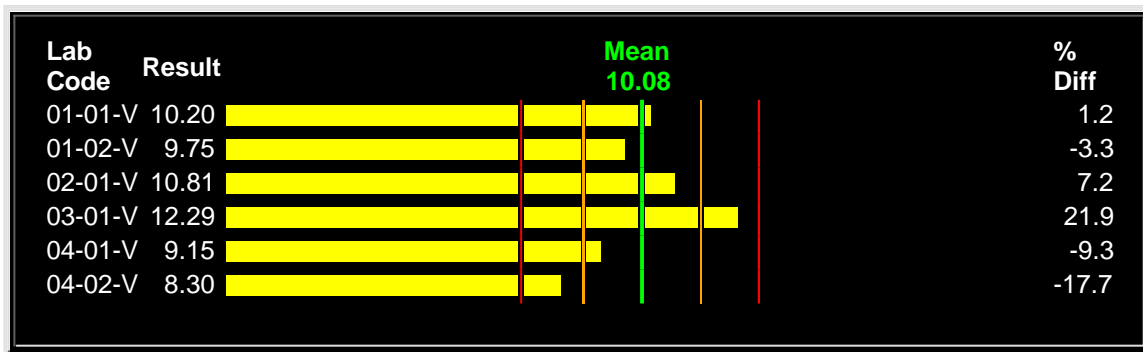 Lab Code Result Mean 10.08 % Diff
01-01-V 10.20 1.2
01-02-V 9.75 -3.3
02-01-V 10.81 7.2
03-01-V 12.29 21.9
04-01-V 9.15 -9.3
04-02-V 8.30 -17.7